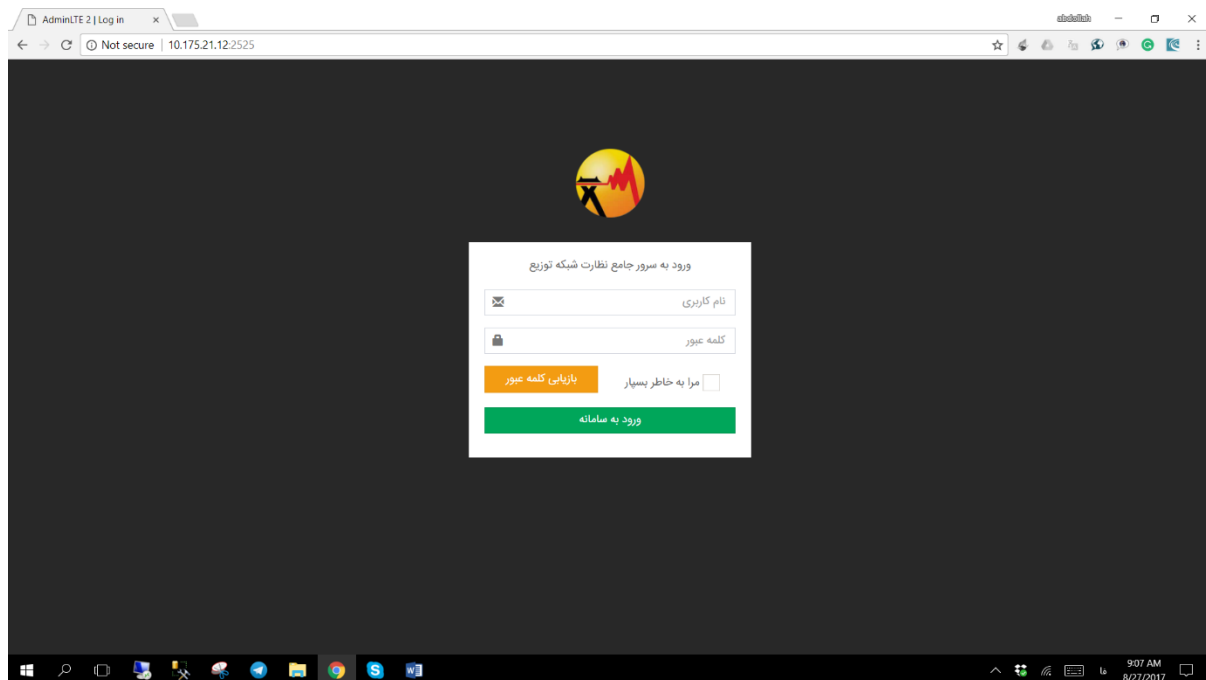 AdminLTE 2 | Log in
abdollah
Not secure | 10.175.21.12:2525
ورود به سرور جامع نظارت شبکه توزیع
نام کاربری
کلمه عبور
مرا به خاطر بسپار
بازیابی کلمه عبور
ورود به سامانه
فا
9:07 AM
8/27/2017